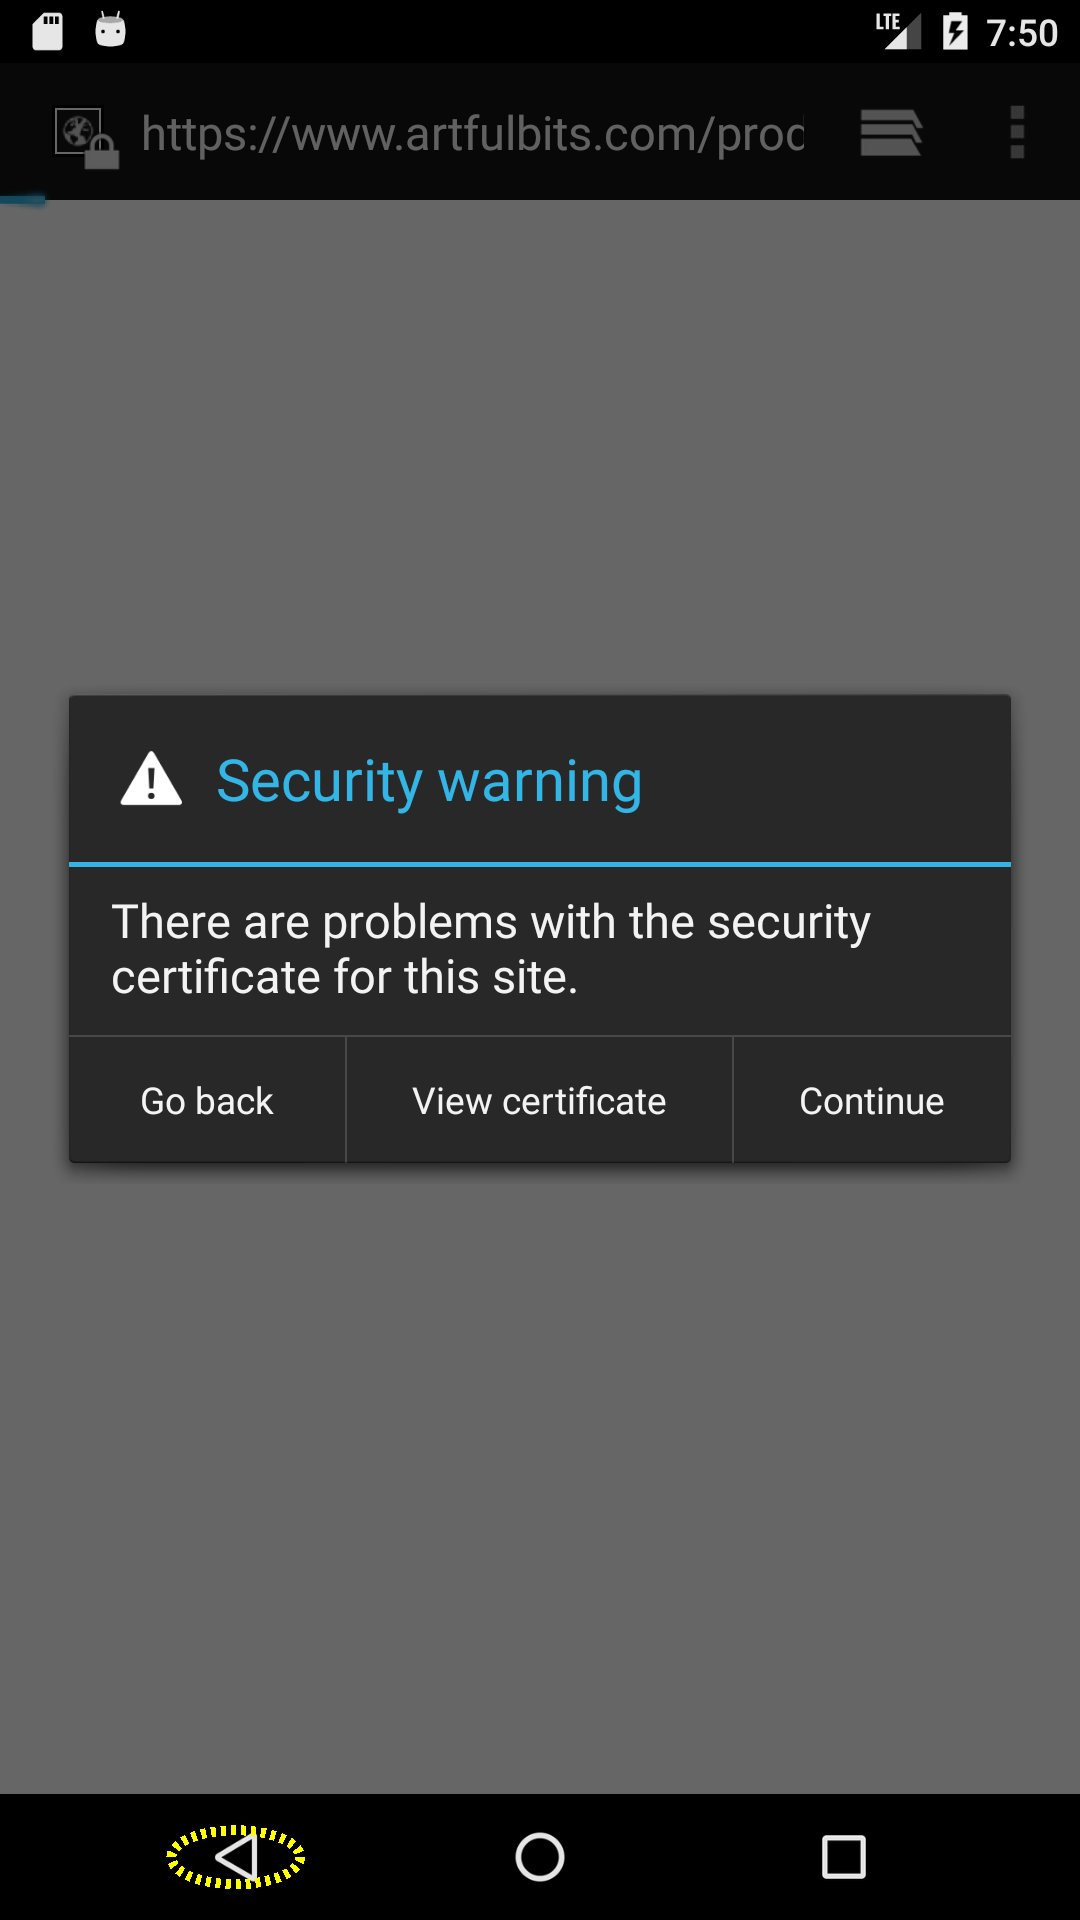 LTE 7:50
https://www.artfulbits.com/prod
Security warning
There are problems with the security
certificate for this site.
Go back View certificate Continue